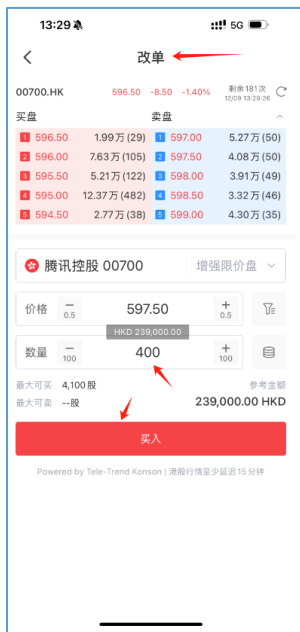 13:29 5G
改单
00700.HK 596.50 -8.50 -1.40% 剩余181次
12/09 13:29:26
买盘 卖盘
1 596.50 1.99万(29) 1 597.00 5.27万(50)
2 596.00 7.63万(105) 2 597.50 4.08万(50)
3 595.50 5.21万(122) 3 598.00 3.91万(49)
4 595.00 12.37万(482) 4 598.50 3.32万(46)
5 594.50 2.77万(38) 5 599.00 4.30万(35)
腾讯控股 00700 增强限价盘
价格 − 0.5 597.50 + 0.5
HKD 239,000.00
数量 − 100 400 + 100
最大可买 4,100股 参考金额
最大可卖 --股 239,000.00 HKD
买入
Powered by Tele-Trend Konson | 港股行情至少延迟15分钟